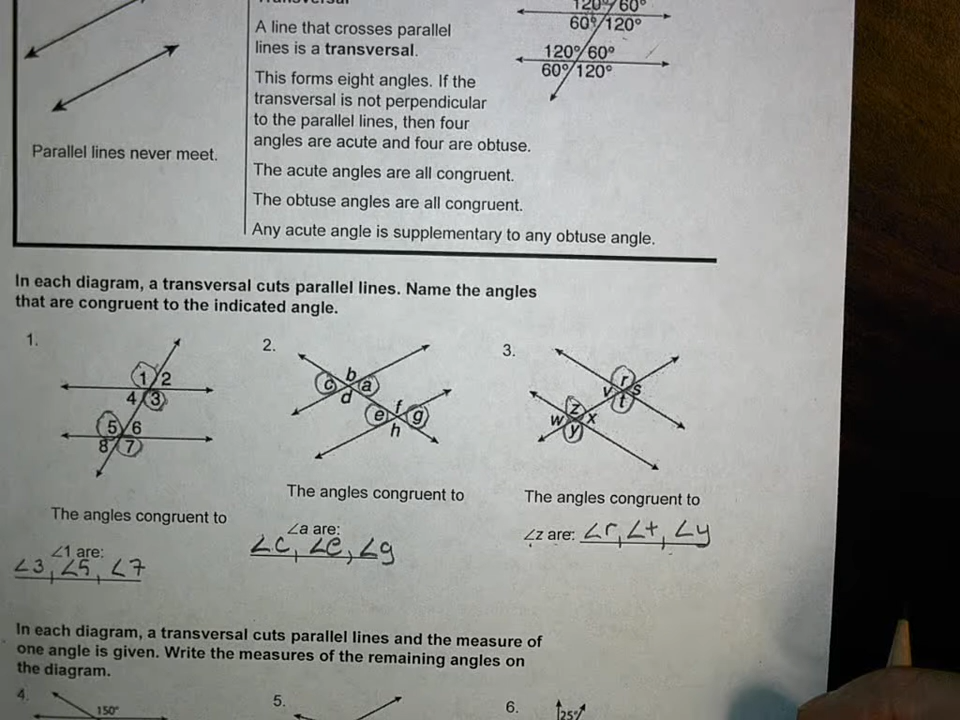 Transversal
A line that crosses parallel
lines is a transversal.
This forms eight angles. If the
transversal is not perpendicular
to the parallel lines, then four
angles are acute and four are obtuse.
The acute angles are all congruent.
The obtuse angles are all congruent.
Any acute angle is supplementary to any obtuse angle.
Parallel lines never meet.
120° 60°
60° 120°
120° 60°
60° 120°
In each diagram, a transversal cuts parallel lines. Name the angles
that are congruent to the indicated angle.
1.
1 2
4 3
5 6
8 7
The angles congruent to
∠1 are:
∠3, ∠5, ∠7
2.
b
c a
d
f
e g
h
The angles congruent to
∠a are:
∠c, ∠e, ∠g
3.
r
v s
t
z
w x
y
The angles congruent to
∠z are: ∠r, ∠t, ∠y
In each diagram, a transversal cuts parallel lines and the measure of
one angle is given. Write the measures of the remaining angles on
the diagram.
4.
150°
5.
6.
25°